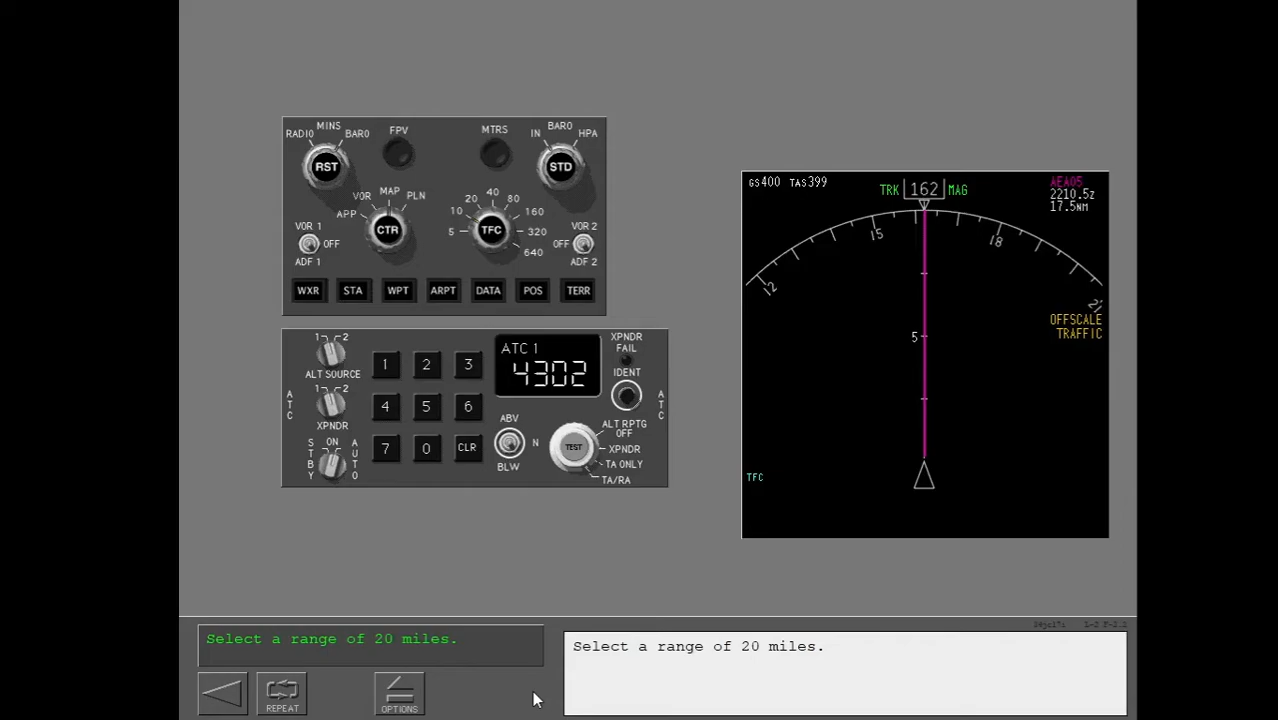 MINS
RADIO
BARO
RST
FPV
MTRS
BARO
IN
HPA
STD
APP
VOR
MAP
PLN
CTR
5
10
20
40
80
160
320
640
TFC
VOR 1
OFF
ADF 1
VOR 2
OFF
ADF 2
WXR
STA
WPT
ARPT
DATA
POS
TERR
GS400 TAS399
TRK 162 MAG
AEA05
2210.5Z
17.5NM
12
15
18
OFFSCALE
TRAFFIC
5
TFC
1 2
ALT SOURCE
1 2
XPNDR
ATC
STBY
ON
AUTO
1 2 3
4 5 6
7 0 CLR
ATC 1
4302
XPNDR
FAIL
IDENT
ATC
ABV
N
BLW
TEST
ALT RPTG
OFF
XPNDR
TA ONLY
TA/RA
Select a range of 20 miles.
Select a range of 20 miles.
REPEAT
OPTIONS